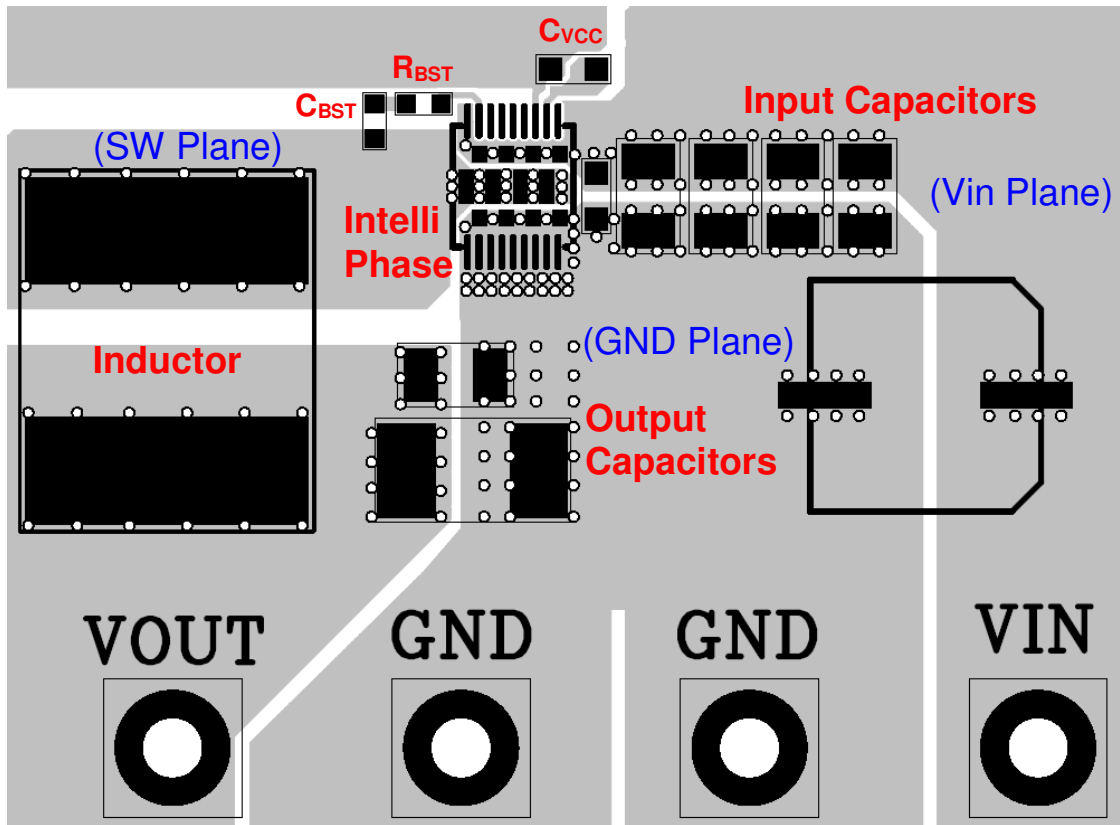 CVCC
RBST
CBST
Input Capacitors
(SW Plane)
(Vin Plane)
Intelli
Phase
(GND Plane)
Inductor
Output
Capacitors
VOUT
GND
GND
VIN